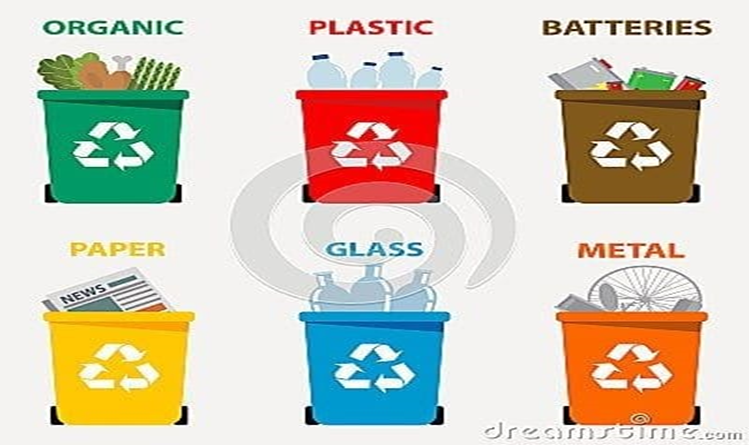 ORGANIC
PLASTIC
BATTERIES
PAPER
GLASS
METAL
NEWS
dreamstime.com